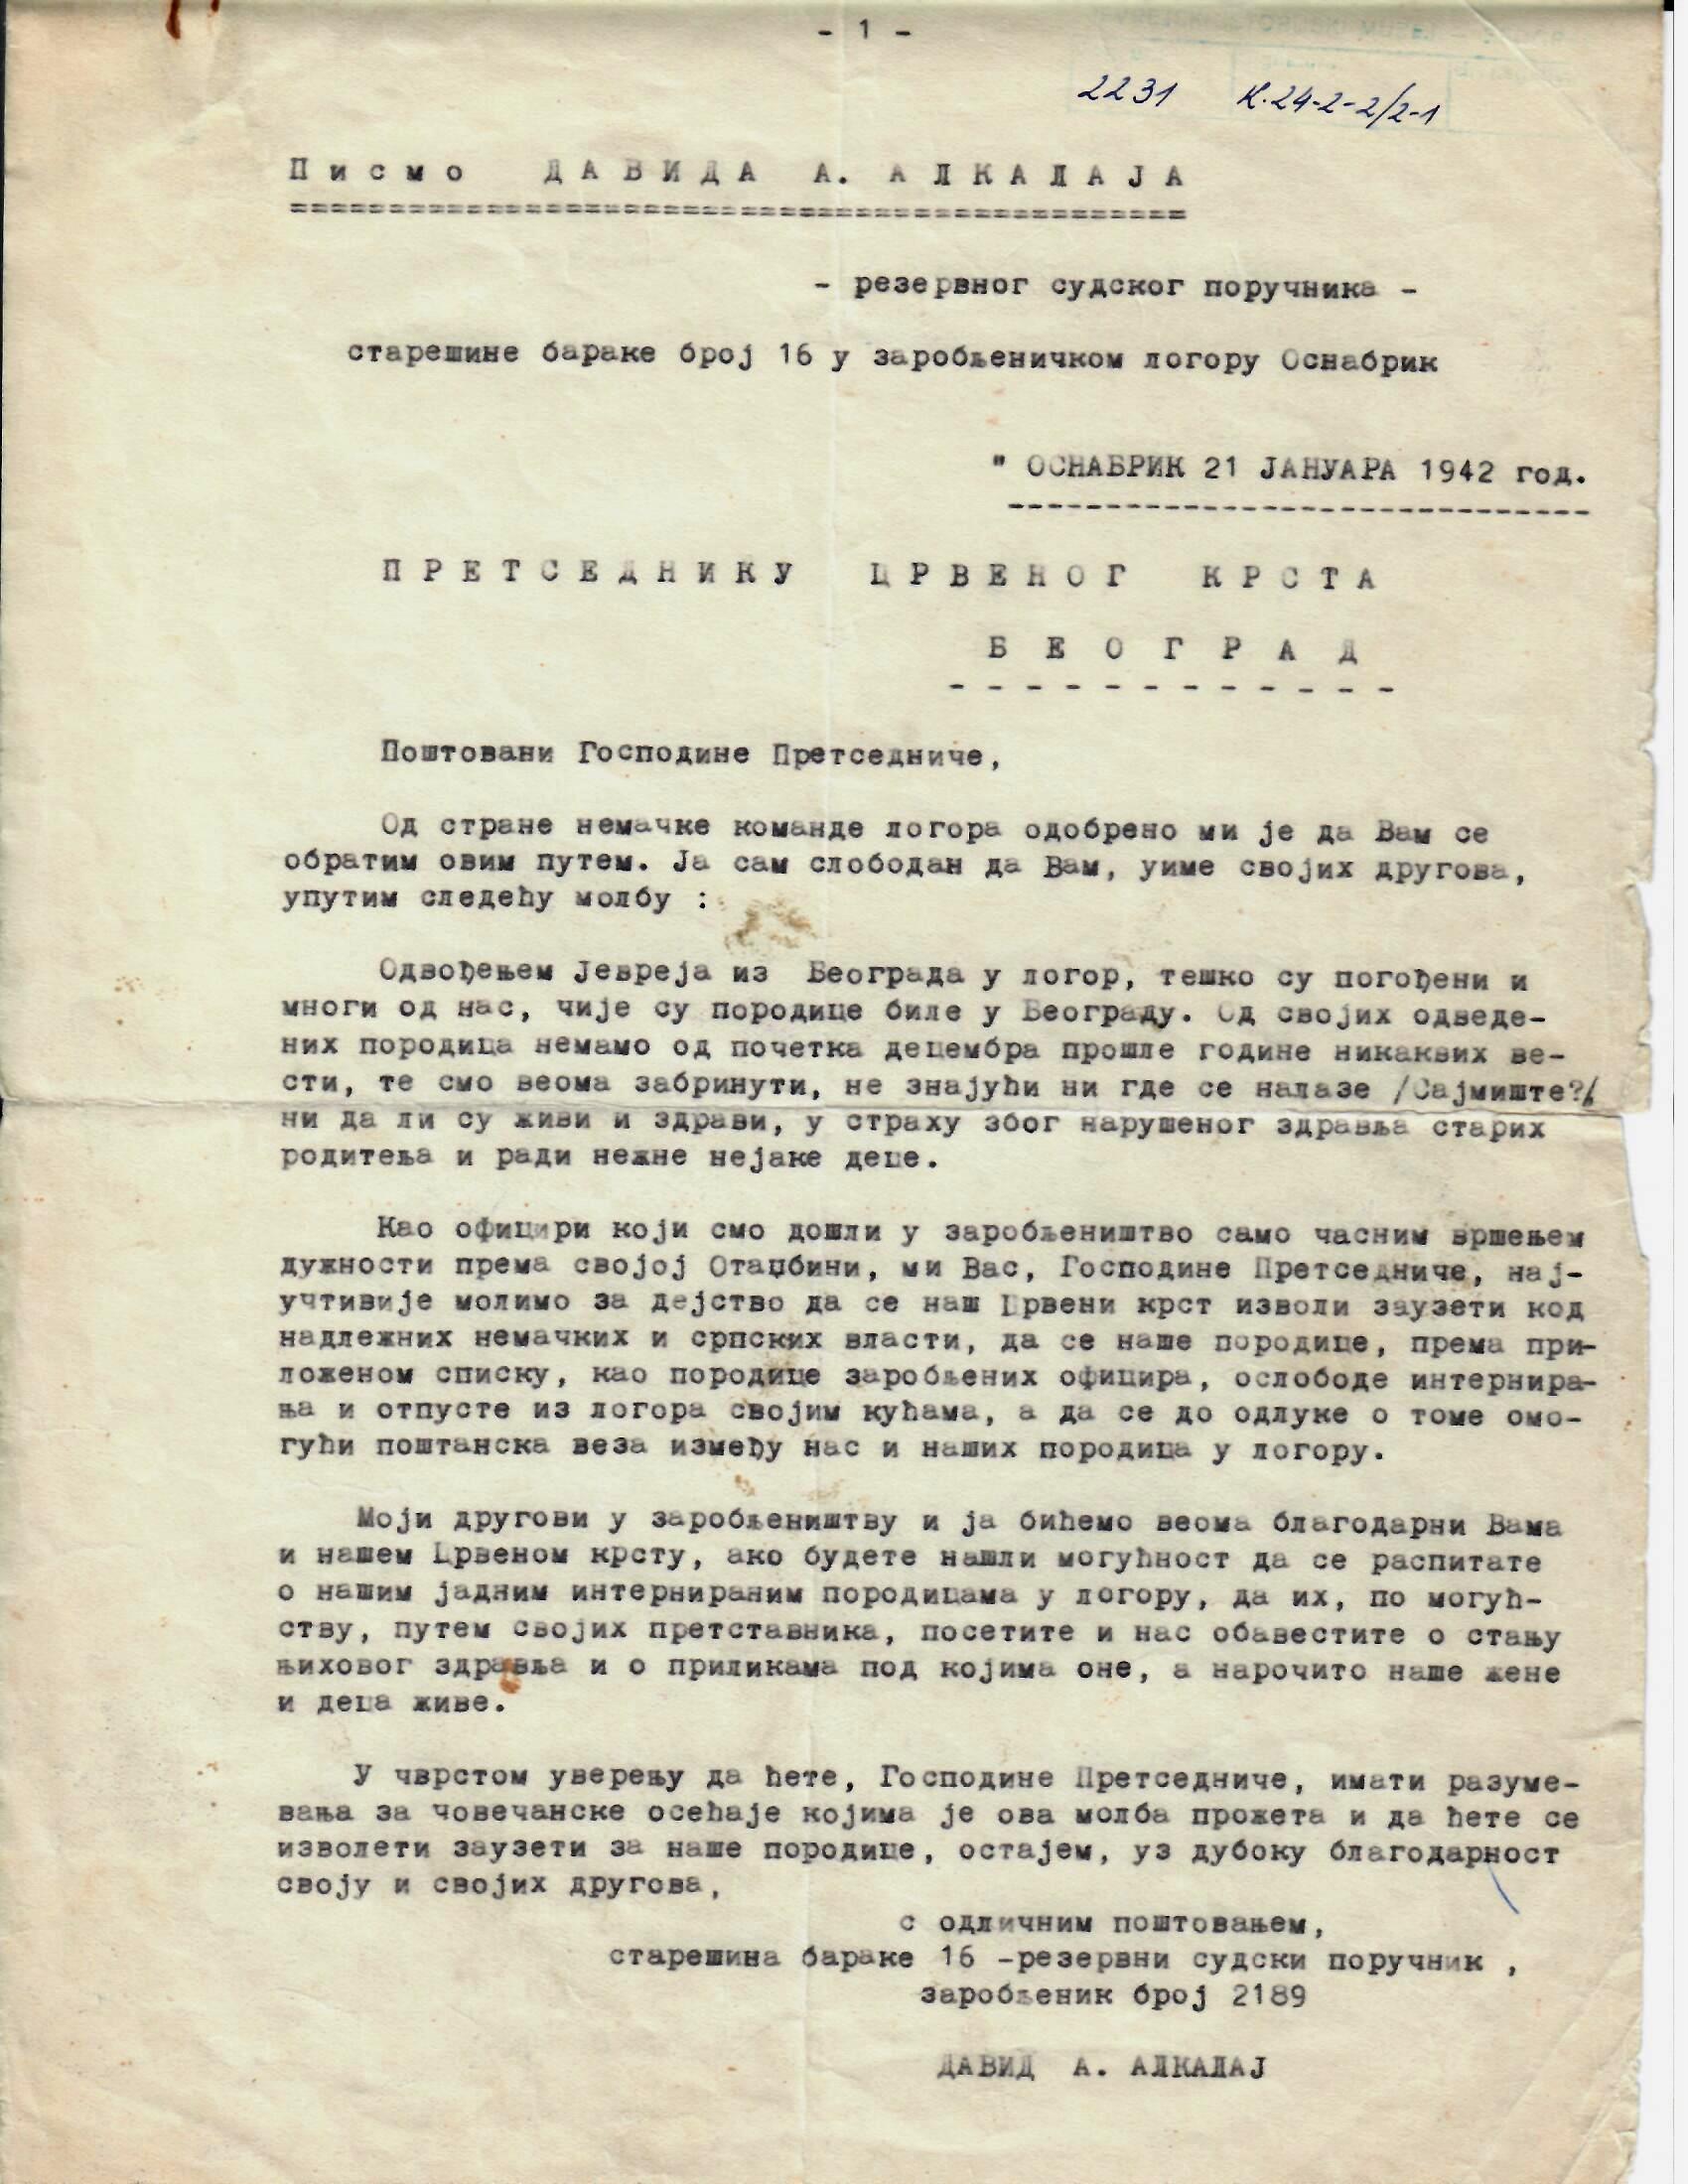 - 1 -
2231 К.24-2-2/2-1
Писмо ДАВИДА А. АЛКАЛАЈА
===============================================
- резервног судског поручника -
старешине бараке број 16 у заробљеничком логору Оснабрик
" ОСНАБРИК 21 ЈАНУАРА 1942 год.
------------------------------
ПРЕТСЕДНИКУ ЦРВЕНОГ КРСТА
БЕОГРАД
- - - - - - - - - - - -
Поштовани Господине Претседниче,
Од стране немачке команде логора одобрено ми је да Вам се
обратим овим путем. Ја сам слободан да Вам, уиме својих другова,
упутим следећу молбу :
Одвођењем Јевреја из Београда у логор, тешко су погођени и
многи од нас, чије су породице биле у Београду. Од својих одведе-
них породица немамо од почетка децембра прошле године никаквих ве-
сти, те смо веома забринути, не знајући ни где се налазе /Сајмиште?/
ни да ли су живи и здрави, у страху због нарушеног здравља старих
родитеља и ради нежне нејаке деце.
Као официри који смо дошли у заробљеништво само часним вршењем
дужности према својој Отаџбини, ми Вас, Господине Претседниче, нај-
учтивије молимо за дејство да се наш Црвени крст изволи заузети код
надлежних немачких и српских власти, да се наше породице, према при-
ложеном списку, као породице заробљених официра, ослободе интернира-
ња и отпусте из логора својим кућама, а да се до одлуке о томе омо-
гући поштанска веза између нас и наших породица у логору.
Моји другови у заробљеништву и ја бићемо веома благодарни Вама
и нашем Црвеном крсту, ако будете нашли могућност да се распитате
о нашим јадним интернираним породицама у логору, да их, по могућ-
ству, путем својих претставника, посетите и нас обавестите о стању
њиховог здравља и о приликама под којима оне, а нарочито наше жене
и деца живе.
У чврстом уверењу да ћете, Господине Претседниче, имати разуме-
вања за човечанске осећаје којима је ова молба прожета и да ћете се
изволети заузети за наше породице, остајем, уз дубоку благодарност
своју и својих другова,
с одличним поштовањем,
старешина бараке 16 -резервни судски поручник ,
заробљеник број 2189
ДАВИД А. АЛКАЛАЈ